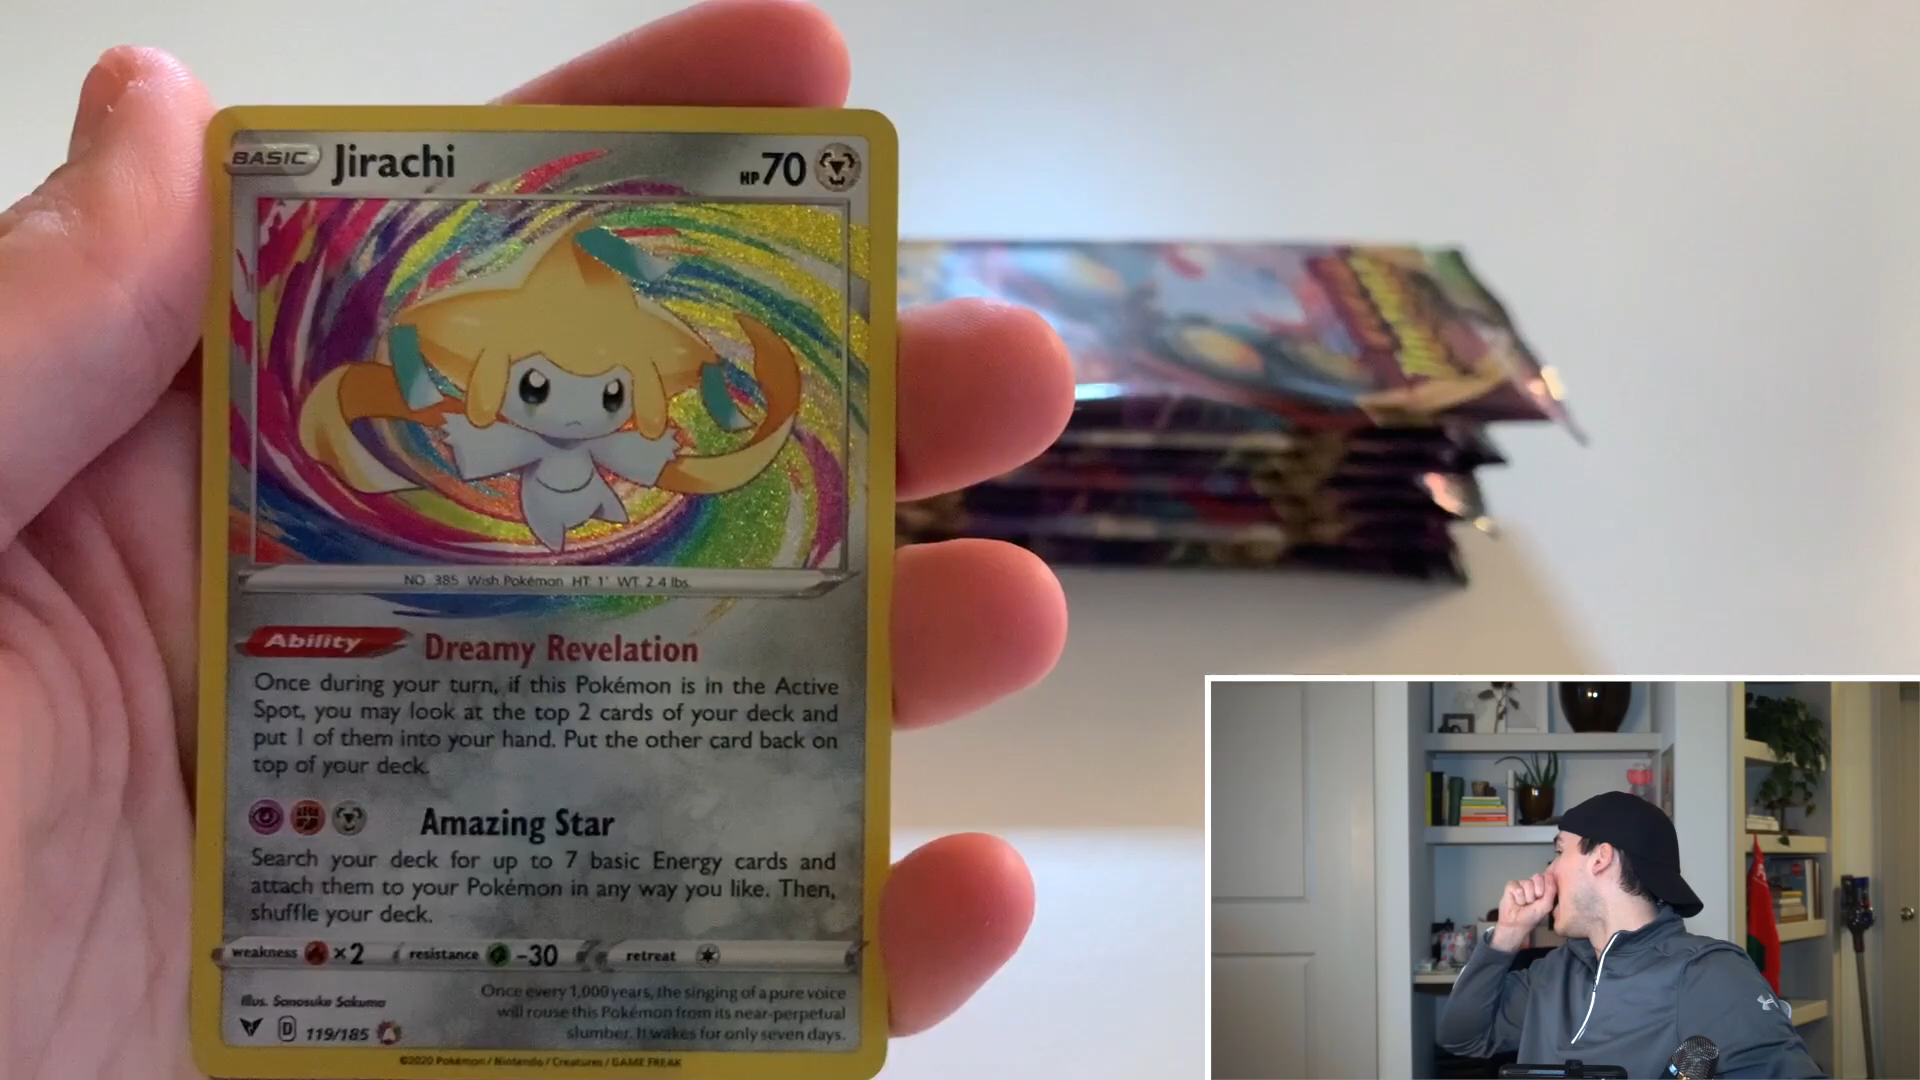 BASIC Jirachi HP 70
NO. 385 Wish Pokémon HT: 1' WT: 2.4 lbs.
Ability Dreamy Revelation
Once during your turn, if this Pokémon is in the Active
Spot, you may look at the top 2 cards of your deck and
put 1 of them into your hand. Put the other card back on
top of your deck.
Amazing Star
Search your deck for up to 7 basic Energy cards and
attach them to your Pokémon in any way you like. Then,
shuffle your deck.
weakness ×2 resistance -30 retreat
Illus. Sanosuke Sakuma
Once every 1,000 years, the singing of a pure voice
will rouse this Pokémon from its near-perpetual
slumber. It wakes for only seven days.
D 119/185
©2020 Pokémon / Nintendo / Creatures / GAME FREAK